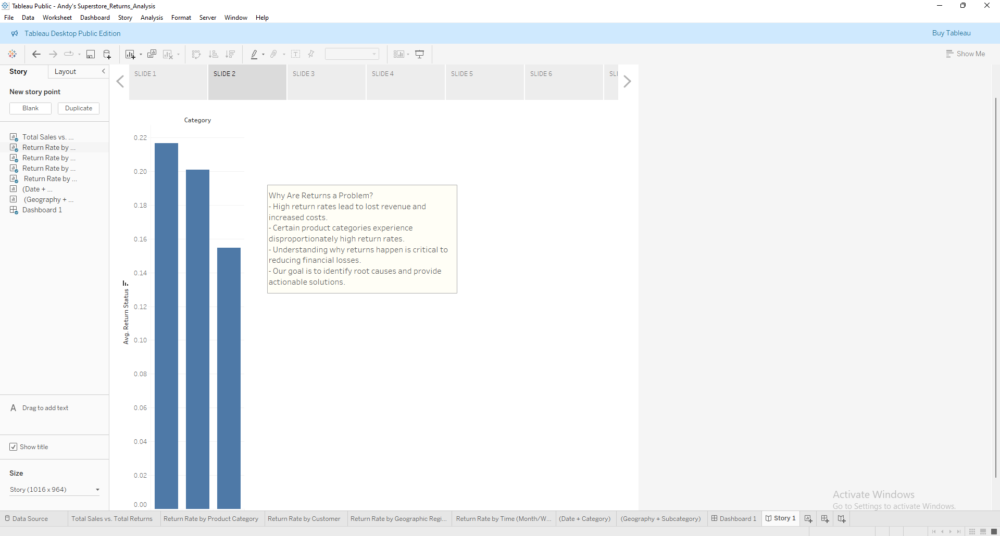 Tableau Public - Andy's Superstore_Returns_Analysis
File Data Worksheet Dashboard Story Analysis Format Server Window Help
Tableau Desktop Public Edition
Buy Tableau
Show Me
Story
Layout
New story point
Blank
Duplicate
Total Sales vs. ...
Return Rate by ...
Return Rate by ...
Return Rate by ...
Return Rate by ...
(Date + ...
(Geography + ...
Dashboard 1
A Drag to add text
Show title
Size
Story (1016 x 964)
SLIDE 1
SLIDE 2
SLIDE 3
SLIDE 4
SLIDE 5
SLIDE 6
SLI
Category
0.22
0.20
0.18
0.16
0.14
0.12
0.10
0.08
0.06
0.04
0.02
0.00
Avg. Return Status
Why Are Returns a Problem?
- High return rates lead to lost revenue and
increased costs.
- Certain product categories experience
disproportionately high return rates.
- Understanding why returns happen is critical to
reducing financial losses.
- Our goal is to identify root causes and provide
actionable solutions.
Activate Windows
Go to Settings to activate Windows.
Data Source
Total Sales vs. Total Returns
Return Rate by Product Category
Return Rate by Customer
Return Rate by Geographic Regi...
Return Rate by Time (Month/W...
(Date + Category)
(Geography + Subcategory)
Dashboard 1
Story 1